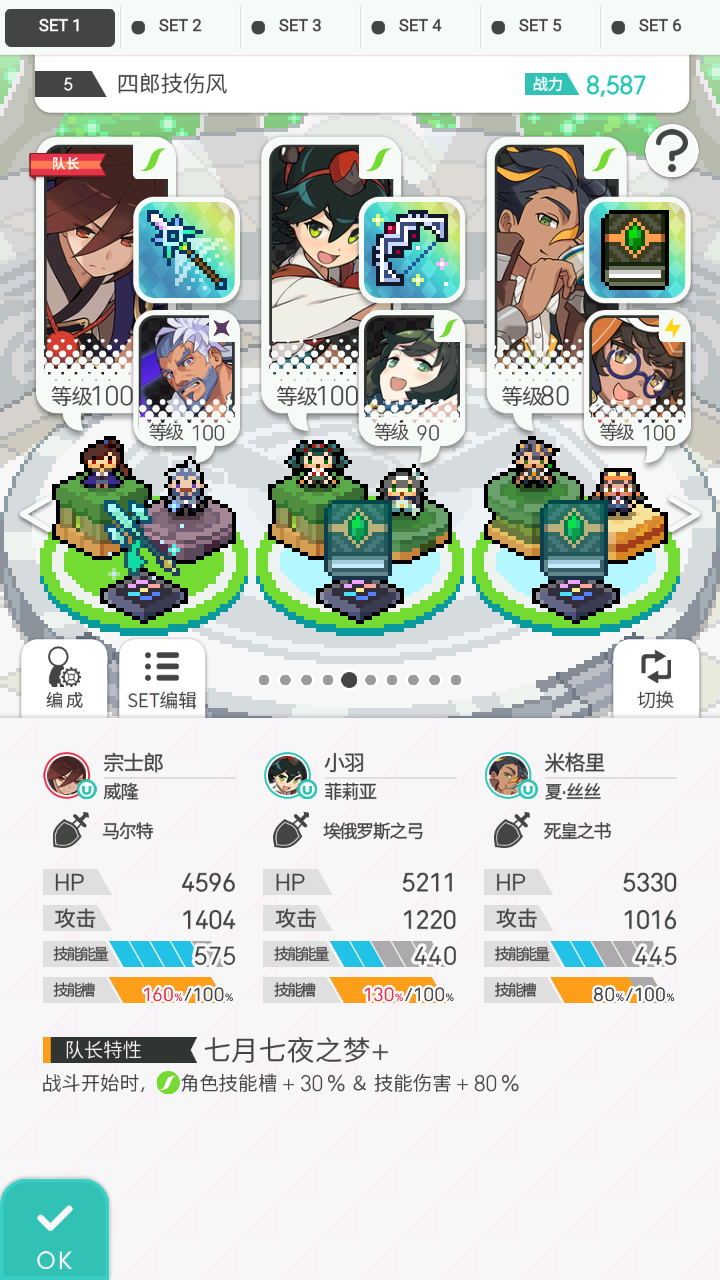 SET 1 SET 2 SET 3 SET 4 SET 5 SET 6
5 四郎技伤风 战力 8,587
队长 ?
等级100 等级100 等级80
等级 100 等级 90 等级 100
编成 SET编辑 切换
宗士郎 小羽 米格里
威隆 菲莉亚 夏·丝丝
马尔特 埃俄罗斯之弓 死皇之书
HP 4596 HP 5211 HP 5330
攻击 1404 攻击 1220 攻击 1016
技能能量 575 技能能量 440 技能能量 445
技能槽 160%/100% 技能槽 130%/100% 技能槽 80%/100%
队长特性 七月七夜之梦+
战斗开始时，角色技能槽+30％ & 技能伤害+80％
OK